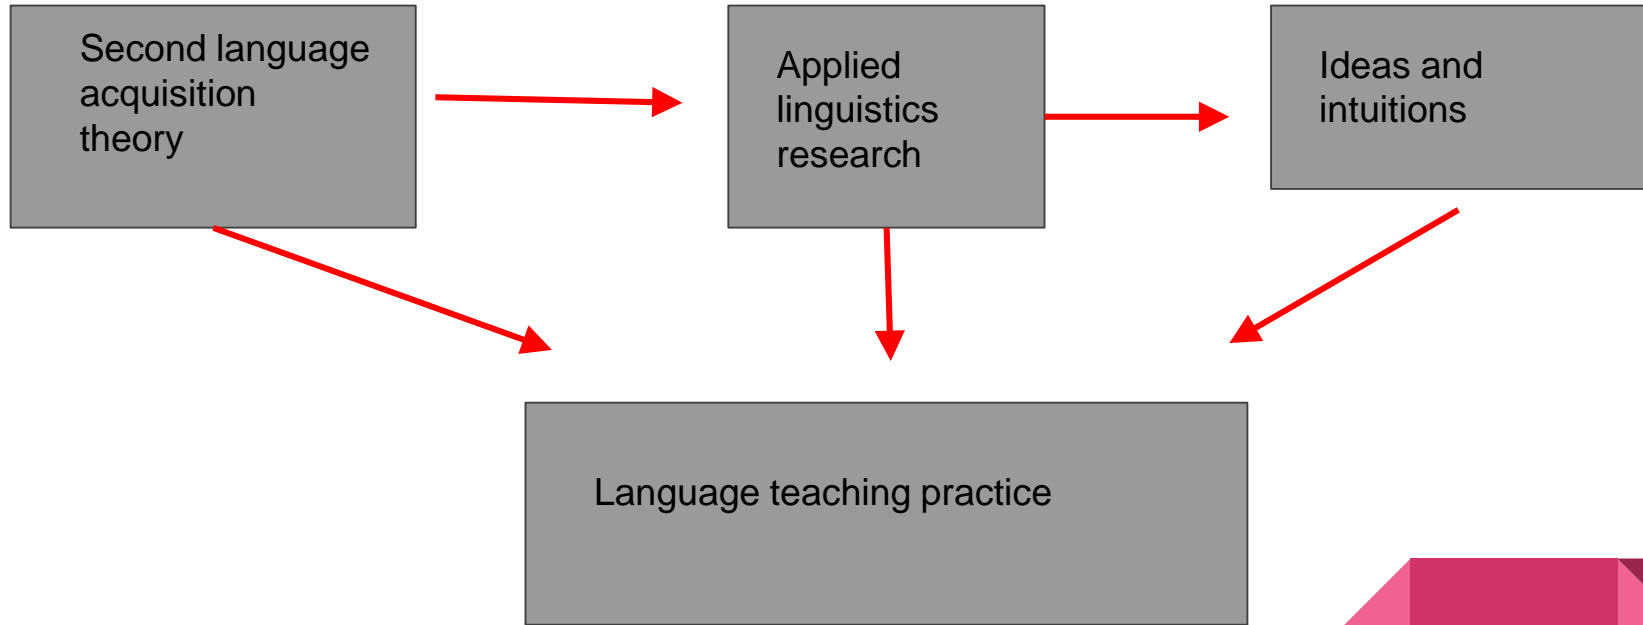 Second language
acquisition
theory
Applied
linguistics
research
Ideas and
intuitions
Language teaching practice